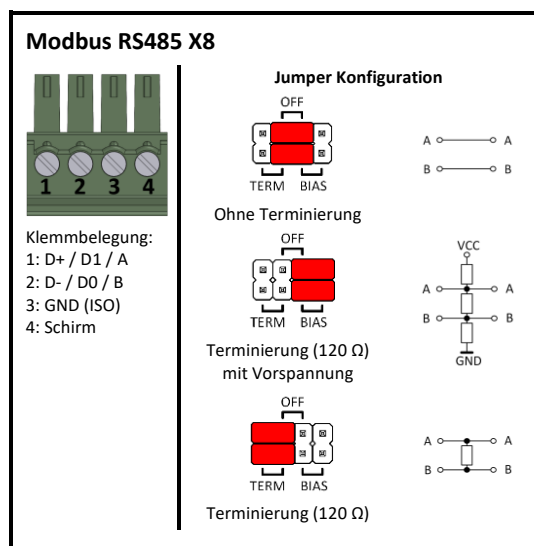 Modbus RS485 X8
1 2 3 4
Klemmbelegung:
1: D+ / D1 / A
2: D- / D0 / B
3: GND (ISO)
4: Schirm
Jumper Konfiguration
OFF
TERM BIAS
Ohne Terminierung
A A
B B
OFF
TERM BIAS
Terminierung (120 Ω)
mit Vorspannung
VCC
A A
B B
GND
OFF
TERM BIAS
Terminierung (120 Ω)
A A
B B